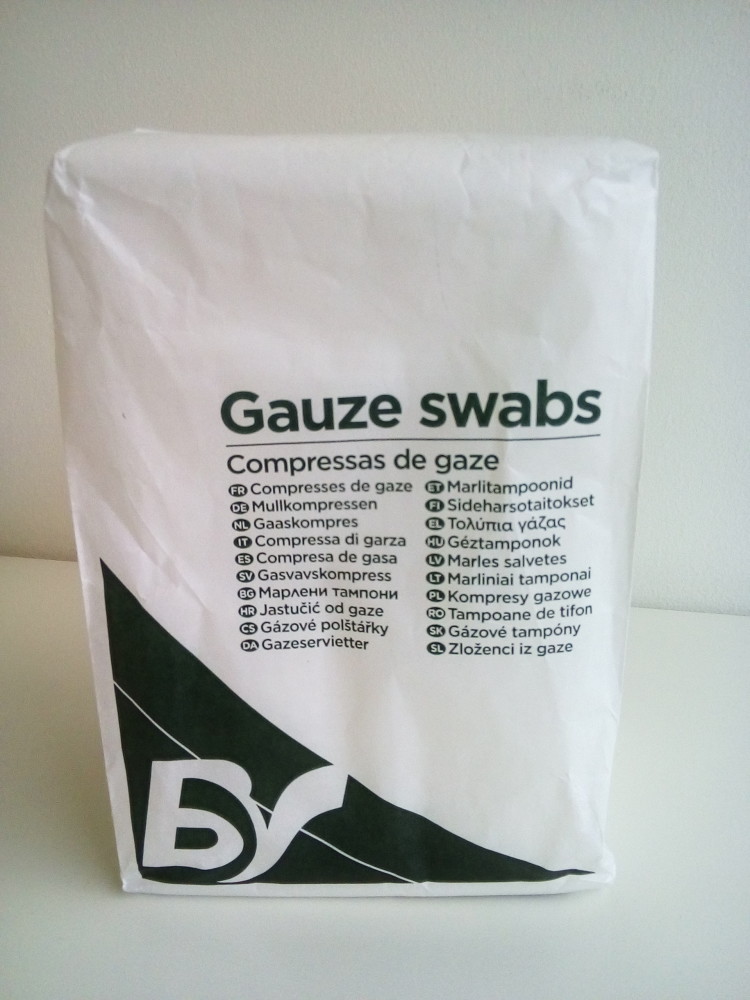 Gauze swabs
Compressas de gaze
FR Compresses de gaze
DE Mullkompressen
NL Gaaskompres
IT Compressa di garza
ES Compresa de gasa
SV Gasvavskompress
BG Марлени тампони
HR Jastučić od gaze
CS Gázové polštářky
DA Gazeservietter
ET Marlitampoonid
FI Sideharsotaitokset
EL Τολύπια γάζας
HU Géztamponok
LV Marles salvetes
LT Marliniai tamponai
PL Kompresy gazowe
RO Tampoane de tifon
SK Gázové tampóny
SL Zloženci iz gaze
BY